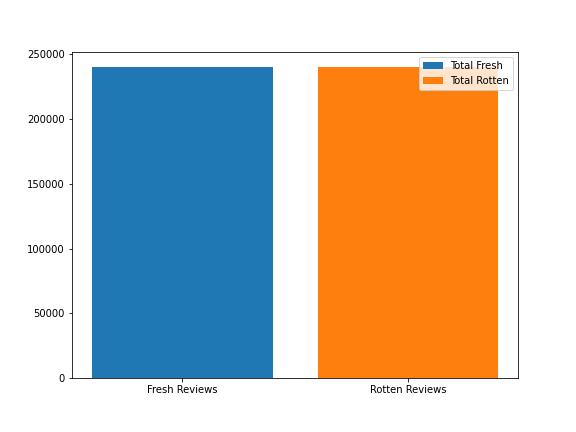 250000
200000
150000
100000
50000
0
Total Fresh
Total Rotten
Fresh Reviews
Rotten Reviews